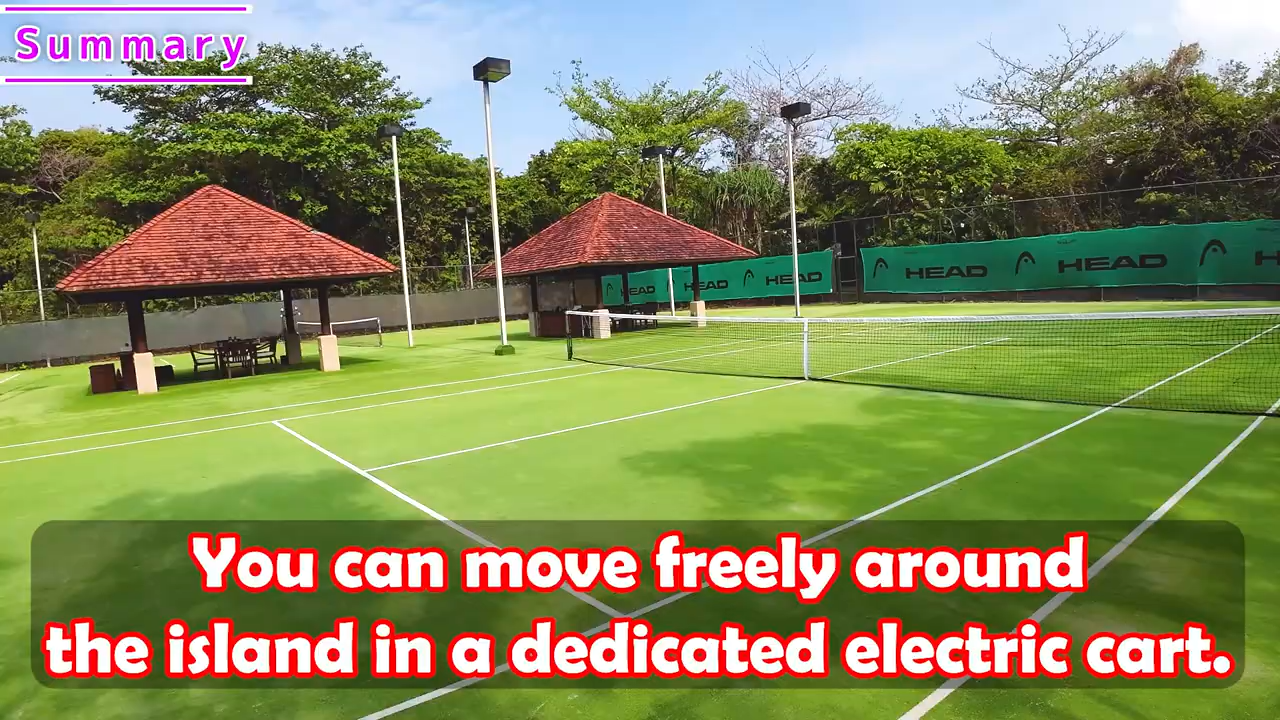 Summary
HEAD HEAD HEAD
HEAD HEAD
You can move freely around
the island in a dedicated electric cart.